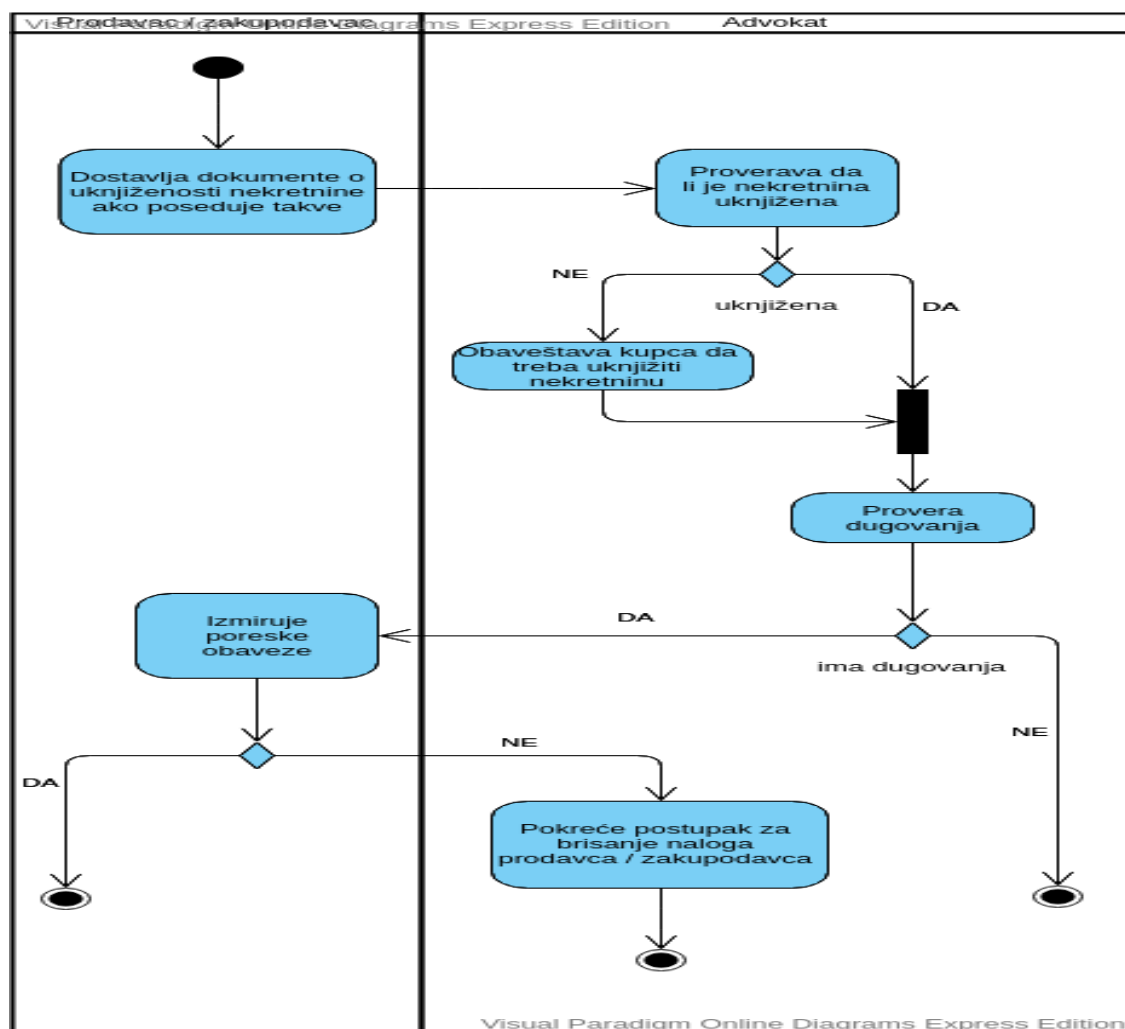 Prodavac / zakupodavac
Visual Paradigm Online Diagrams Express Edition
Advokat
Dostavlja dokumente o
uknjiženosti nekretnine
ako poseduje takve
Proverava da
li je nekretnina
uknjižena
NE
uknjižena
DA
Obaveštava kupca da
treba uknjižiti
nekretninu
Provera
dugovanja
Izmiruje
poreske
obaveze
DA
ima dugovanja
NE
NE
DA
Pokreće postupak za
brisanje naloga
prodavca / zakupodavca
Visual Paradigm Online Diagrams Express Edition